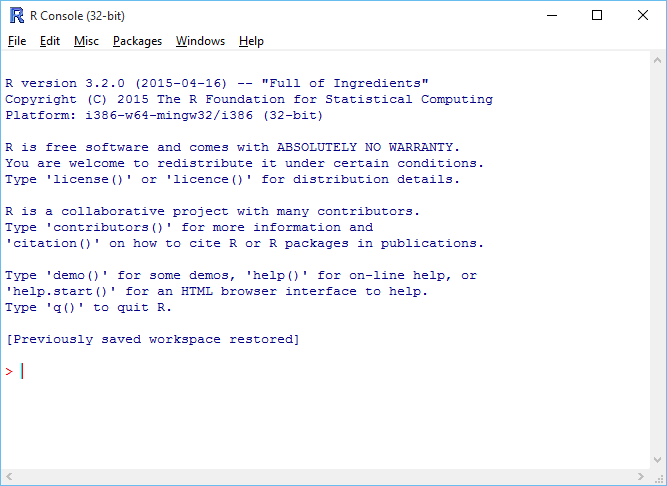 R Console (32-bit)
File Edit Misc Packages Windows Help
R version 3.2.0 (2015-04-16) -- "Full of Ingredients"
Copyright (C) 2015 The R Foundation for Statistical Computing
Platform: i386-w64-mingw32/i386 (32-bit)
R is free software and comes with ABSOLUTELY NO WARRANTY.
You are welcome to redistribute it under certain conditions.
Type 'license()' or 'licence()' for distribution details.
R is a collaborative project with many contributors.
Type 'contributors()' for more information and
'citation()' on how to cite R or R packages in publications.
Type 'demo()' for some demos, 'help()' for on-line help, or
'help.start()' for an HTML browser interface to help.
Type 'q()' to quit R.
[Previously saved workspace restored]
>